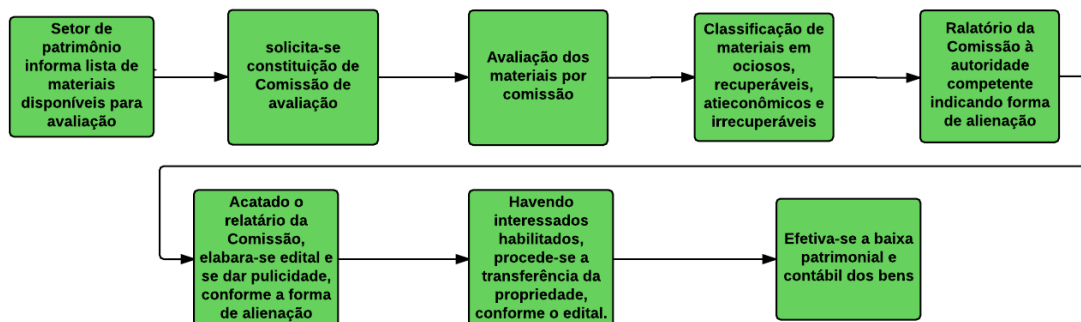 Setor de
patrimônio
informa lista de
materiais
disponíveis para
avaliação
solicita-se
constituição de
Comissão de
avaliação
Avaliação dos
materiais por
comissão
Classificação de
materiais em
ociosos,
recuperáveis,
atieconômicos e
irrecuperáveis
Ralatório da
Comissão à
autoridade
competente
indicando forma
de alienação
Acatado o
relatário da
Comissão,
elabara-se edital e
se dar pulicidade,
conforme a forma
de alienação
Havendo
interessados
habilitados,
procede-se a
transferência da
propriedade,
conforme o edital.
Efetiva-se a baixa
patrimonial e
contábil dos bens